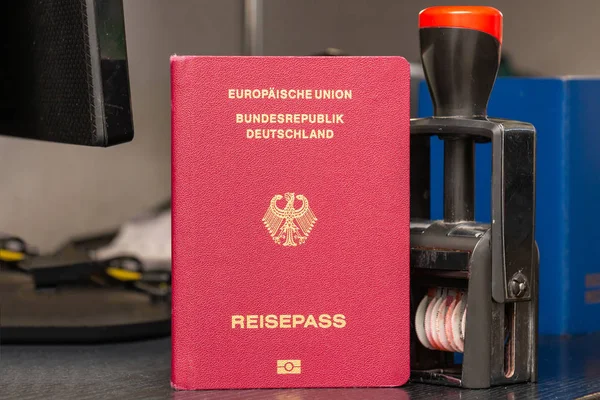 EUROPÄISCHE UNION
BUNDESREPUBLIK
DEUTSCHLAND
REISEPASS